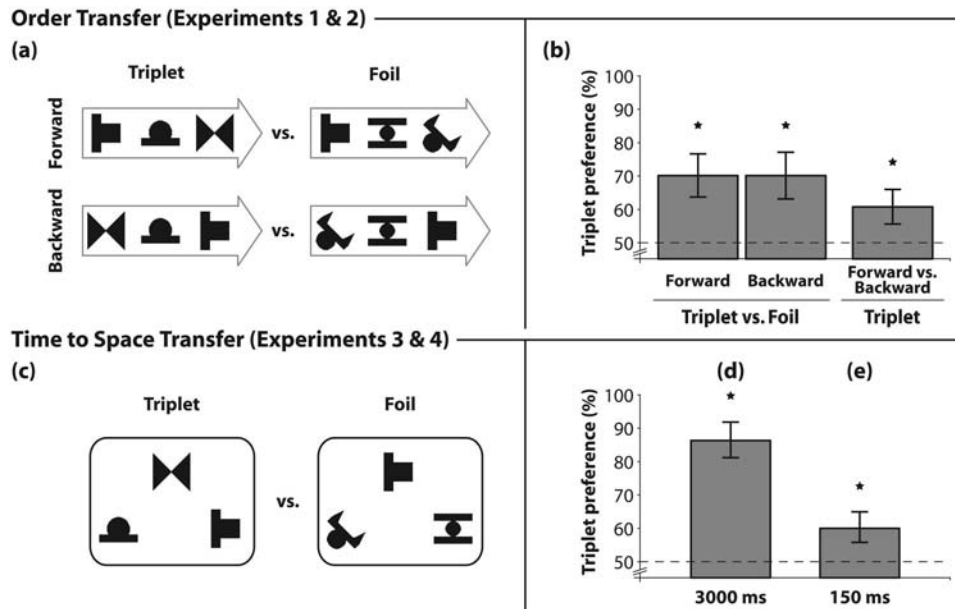 Order Transfer (Experiments 1 & 2)
(a)
Triplet
Foil
Forward
vs.
Backward
vs.
(b)
Triplet preference (%)
100
90
80
70
60
50
Forward
Backward
Forward vs.
Backward
Triplet vs. Foil
Triplet
Time to Space Transfer (Experiments 3 & 4)
(c)
Triplet
Foil
vs.
(d)
(e)
Triplet preference (%)
100
90
80
70
60
50
3000 ms
150 ms